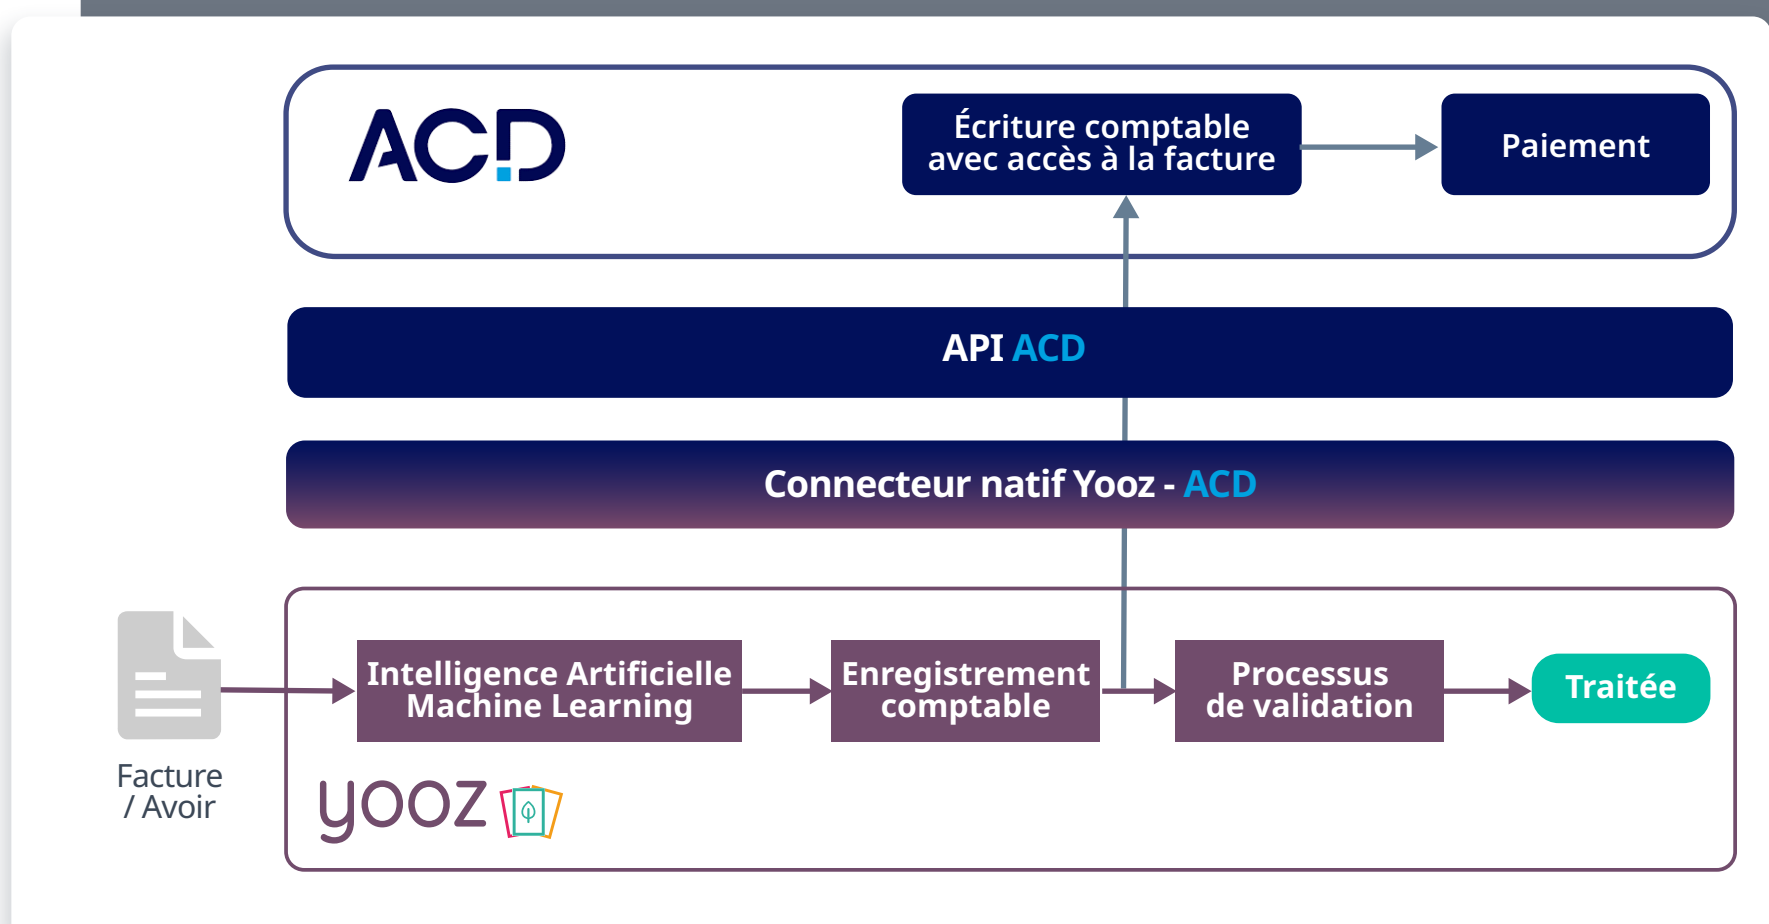 ACD
Écriture comptable
avec accès à la facture
Paiement
API ACD
Connecteur natif Yooz - ACD
Facture
/ Avoir
Intelligence Artificielle
Machine Learning
Enregistrement
comptable
Processus
de validation
Traitée
yooz